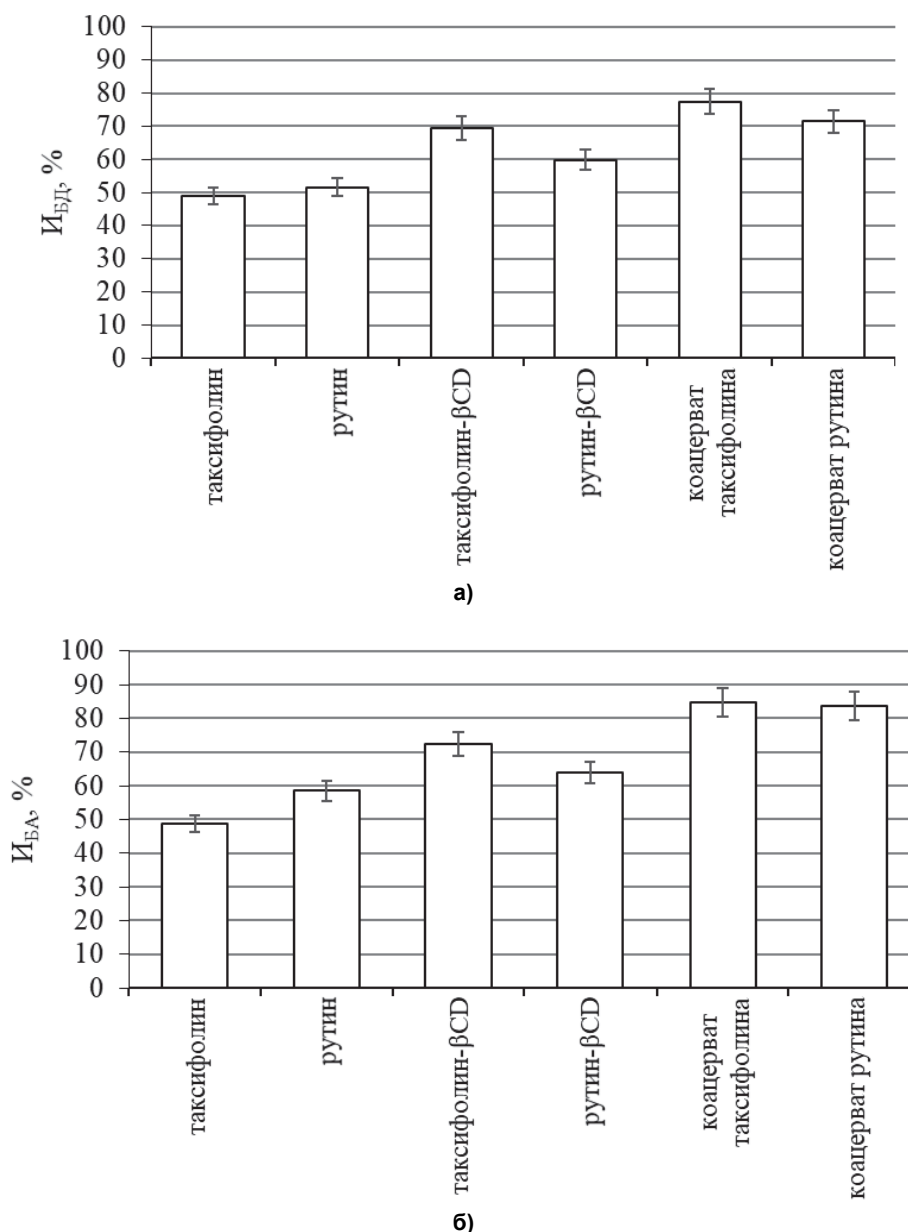 100
90
80
70
60
50
40
30
20
10
0
И_БД, %
таксифолин
рутин
таксифолин-βCD
рутин-βCD
коацерват
таксифолина
коацерват рутина
а)
100
90
80
70
60
50
40
30
20
10
0
И_БА, %
таксифолин
рутин
таксифолин-βCD
рутин-βCD
коацерват
таксифолина
коацерват рутина
б)